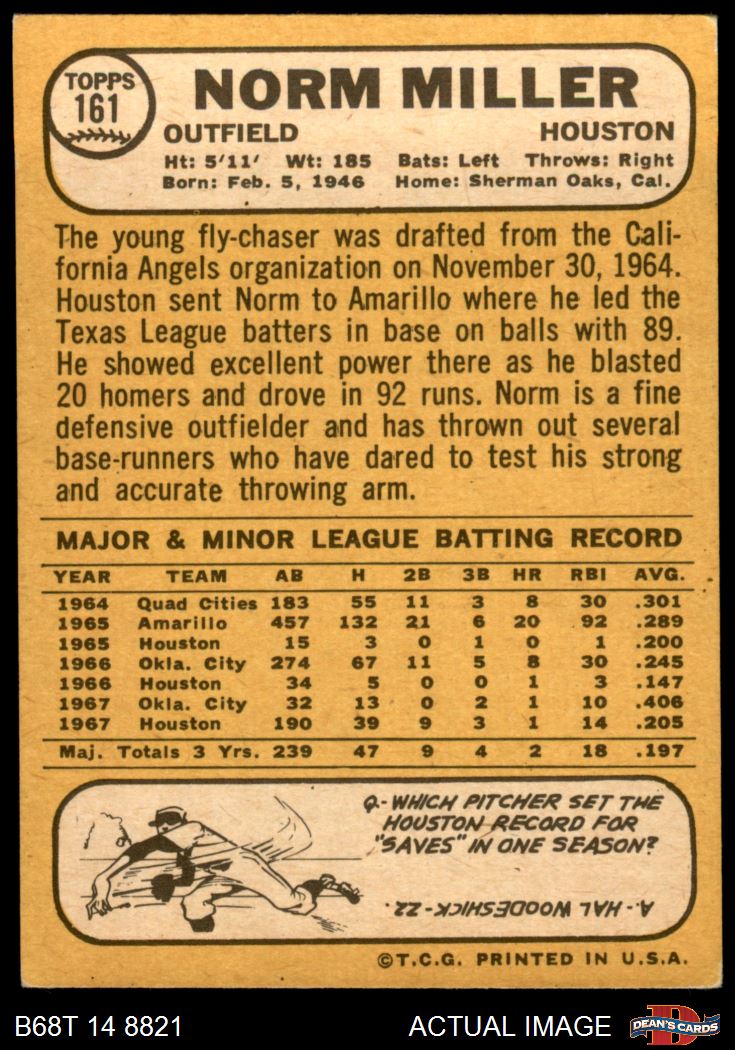 TOPPS
161
NORM MILLER
OUTFIELD HOUSTON
Ht: 5'11' Wt: 185 Bats: Left Throws: Right
Born: Feb. 5, 1946 Home: Sherman Oaks, Cal.
The young fly-chaser was drafted from the Cali-
fornia Angels organization on November 30, 1964.
Houston sent Norm to Amarillo where he led the
Texas League batters in base on balls with 89.
He showed excellent power there as he blasted
20 homers and drove in 92 runs. Norm is a fine
defensive outfielder and has thrown out several
base-runners who have dared to test his strong
and accurate throwing arm.
MAJOR & MINOR LEAGUE BATTING RECORD
YEAR TEAM AB H 2B 3B HR RBI AVG.
1964 Quad Cities 183 55 11 3 8 30 .301
1965 Amarillo 457 132 21 6 20 92 .289
1965 Houston 15 3 0 1 0 1 .200
1966 Okla. City 274 67 11 5 8 30 .245
1966 Houston 34 5 0 0 1 3 .147
1967 Okla. City 32 13 0 2 1 10 .406
1967 Houston 190 39 9 3 1 14 .205
Maj. Totals 3 Yrs. 239 47 9 4 2 18 .197
Q-WHICH PITCHER SET THE
HOUSTON RECORD FOR
"SAVES" IN ONE SEASON?
A.-HAL WOODESHICK-22.
©T.C.G. PRINTED IN U.S.A.
B68T 14 8821 ACTUAL IMAGE
DEAN'S CARDS